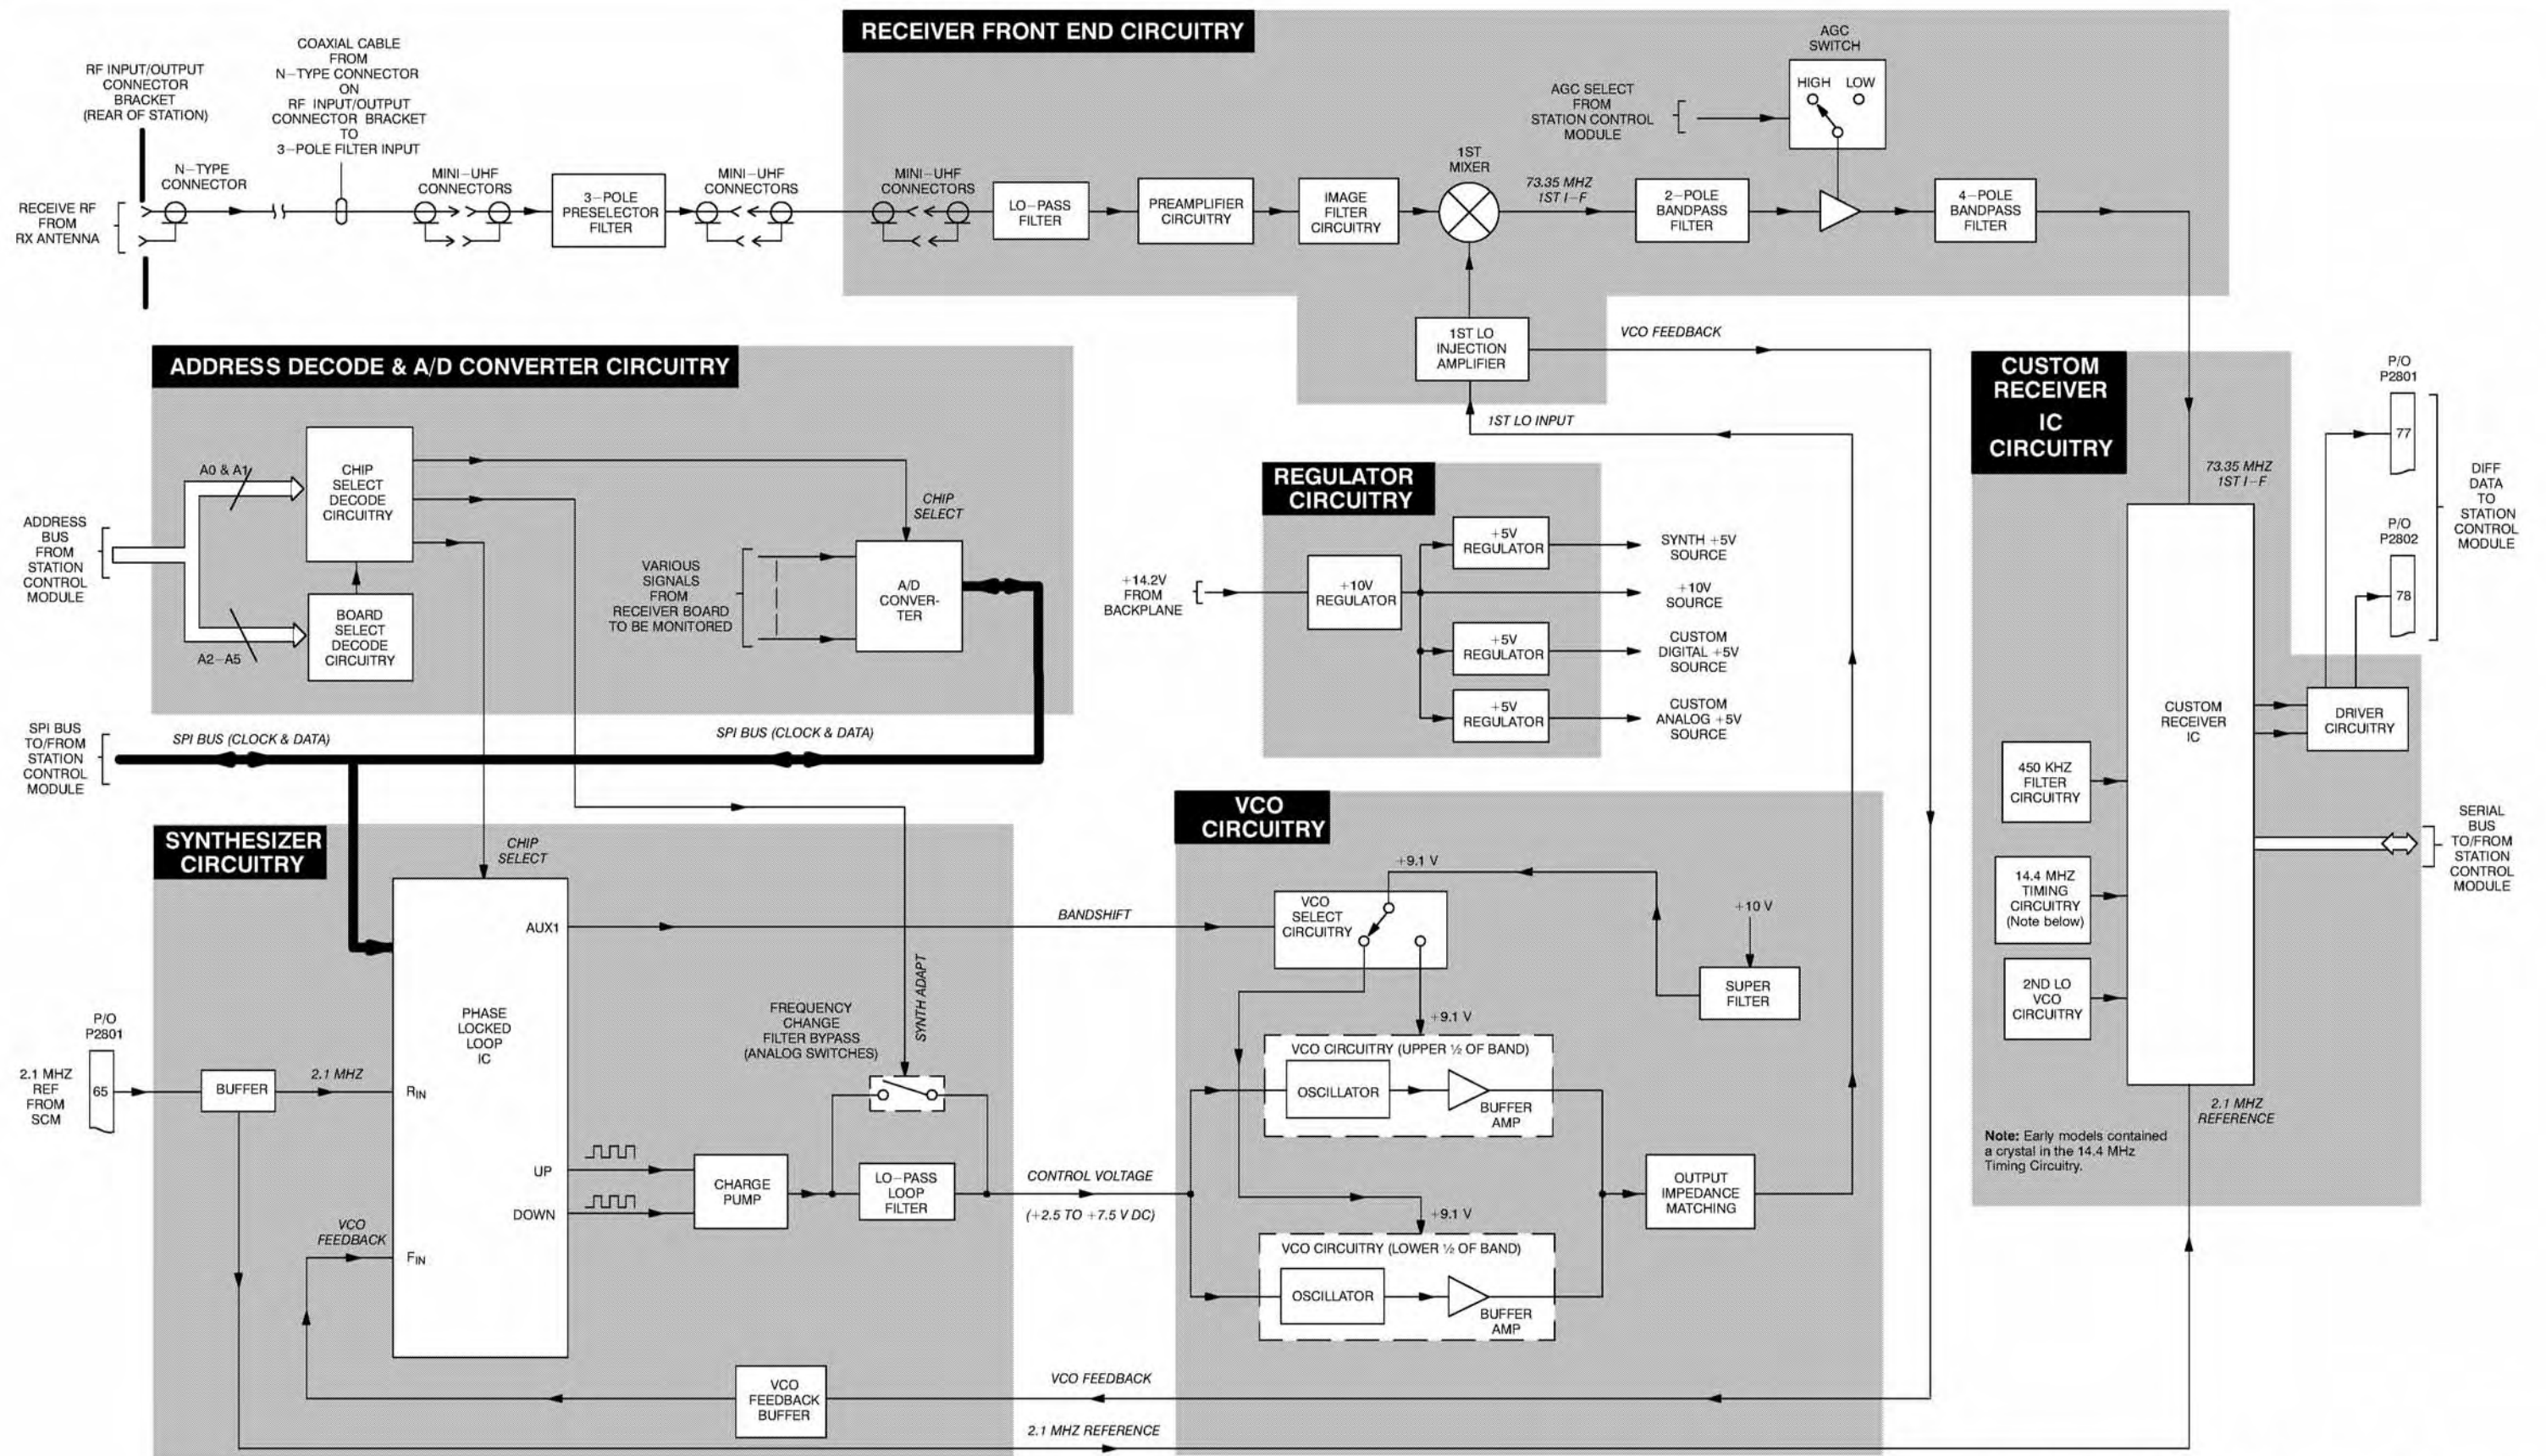 RECEIVER FRONT END CIRCUITRY
RF INPUT/OUTPUT
CONNECTOR
BRACKET
(REAR OF STATION)
COAXIAL CABLE
FROM
N-TYPE CONNECTOR
ON
RF INPUT/OUTPUT
CONNECTOR BRACKET
TO
3-POLE FILTER INPUT
N-TYPE
CONNECTOR
RECEIVE RF
FROM
RX ANTENNA
MINI-UHF
CONNECTORS
3-POLE
PRESELECTOR
FILTER
MINI-UHF
CONNECTORS
MINI-UHF
CONNECTORS
LO-PASS
FILTER
PREAMPLIFIER
CIRCUITRY
IMAGE
FILTER
CIRCUITRY
1ST
MIXER
73.35 MHZ
1ST I-F
AGC SELECT
FROM
STATION CONTROL
MODULE
AGC
SWITCH
HIGH LOW
2-POLE
BANDPASS
FILTER
4-POLE
BANDPASS
FILTER
1ST LO
INJECTION
AMPLIFIER
VCO FEEDBACK
1ST LO INPUT
ADDRESS DECODE & A/D CONVERTER CIRCUITRY
ADDRESS
BUS
FROM
STATION
CONTROL
MODULE
A0 & A1
A2-A5
CHIP
SELECT
DECODE
CIRCUITRY
BOARD
SELECT
DECODE
CIRCUITRY
VARIOUS
SIGNALS
FROM
RECEIVER BOARD
TO BE MONITORED
CHIP
SELECT
A/D
CONVER-
TER
SPI BUS
TO/FROM
STATION
CONTROL
MODULE
SPI BUS (CLOCK & DATA)
SPI BUS (CLOCK & DATA)
REGULATOR
CIRCUITRY
+14.2V
FROM
BACKPLANE
+10V
REGULATOR
+5V
REGULATOR
SYNTH +5V
SOURCE
+10V
SOURCE
+5V
REGULATOR
CUSTOM
DIGITAL +5V
SOURCE
+5V
REGULATOR
CUSTOM
ANALOG +5V
SOURCE
CUSTOM
RECEIVER
IC
CIRCUITRY
73.35 MHZ
1ST I-F
P/O
P2801
77
P/O
P2802
78
DIFF
DATA
TO
STATION
CONTROL
MODULE
CUSTOM
RECEIVER
IC
DRIVER
CIRCUITRY
450 KHZ
FILTER
CIRCUITRY
14.4 MHZ
TIMING
CIRCUITRY
(Note below)
2ND LO
VCO
CIRCUITRY
SERIAL
BUS
TO/FROM
STATION
CONTROL
MODULE
2.1 MHZ
REFERENCE
Note: Early models contained
a crystal in the 14.4 MHz
Timing Circuitry.
SYNTHESIZER
CIRCUITRY
CHIP
SELECT
P/O
P2801
65
2.1 MHZ
REF
FROM
SCM
BUFFER
2.1 MHZ
PHASE
LOCKED
LOOP
IC
AUX1
RIN
UP
DOWN
FIN
VCO
FEEDBACK
FREQUENCY
CHANGE
FILTER BYPASS
(ANALOG SWITCHES)
SYNTH ADAPT
CHARGE
PUMP
LO-PASS
LOOP
FILTER
VCO
FEEDBACK
BUFFER
BANDSHIFT
CONTROL VOLTAGE
(+2.5 TO +7.5 V DC)
VCO FEEDBACK
2.1 MHZ REFERENCE
VCO
CIRCUITRY
+9.1 V
VCO
SELECT
CIRCUITRY
+10 V
SUPER
FILTER
+9.1 V
VCO CIRCUITRY (UPPER ½ OF BAND)
OSCILLATOR
BUFFER
AMP
+9.1 V
VCO CIRCUITRY (LOWER ½ OF BAND)
OSCILLATOR
BUFFER
AMP
OUTPUT
IMPEDANCE
MATCHING